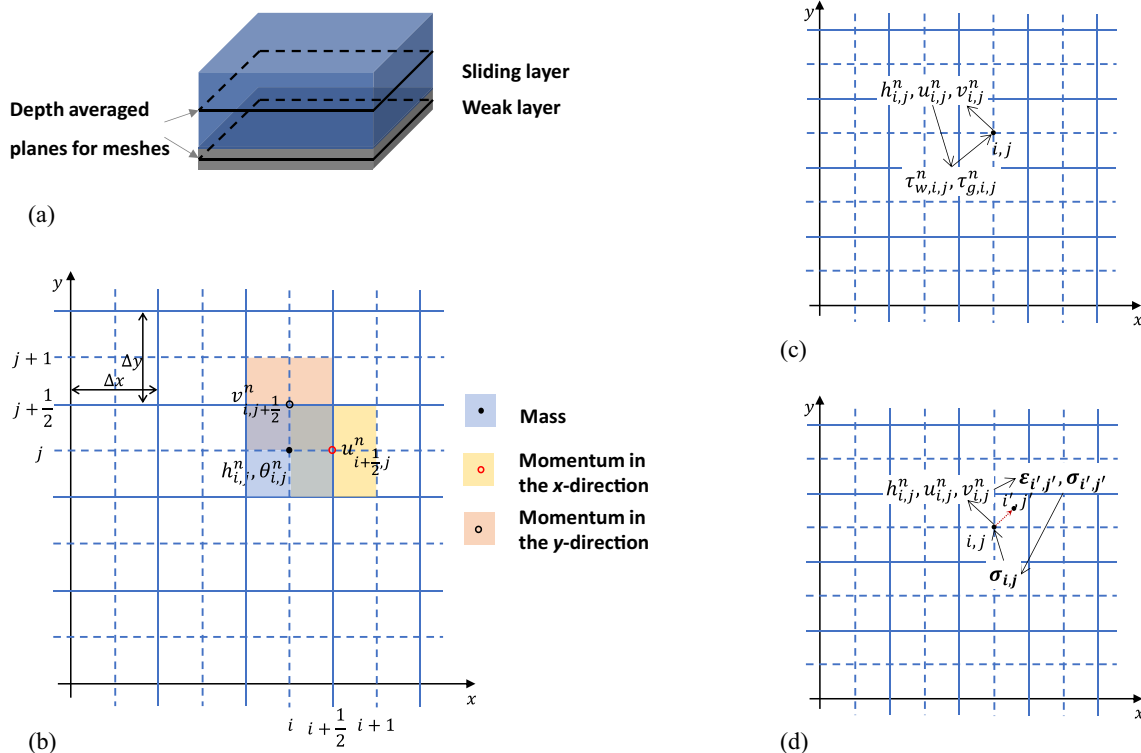 Depth averaged
planes for meshes
Sliding layer
Weak layer
(a)
y
j + 1
j + 1/2
j
Δy
Δx
v^n_{i,j+1/2}
h^n_{i,j}, θ^n_{i,j}
u^n_{i+1/2,j}
x
i i + 1/2 i + 1
Mass
Momentum in
the x-direction
Momentum in
the y-direction
(b)
y
h^n_{i,j}, u^n_{i,j}, v^n_{i,j}
i, j
τ^n_{w,i,j}, τ^n_{g,i,j}
x
(c)
y
h^n_{i,j}, u^n_{i,j}, v^n_{i,j}
ε_{i',j'}, σ_{i',j'}
i', j'
i, j
σ_{i,j}
x
(d)